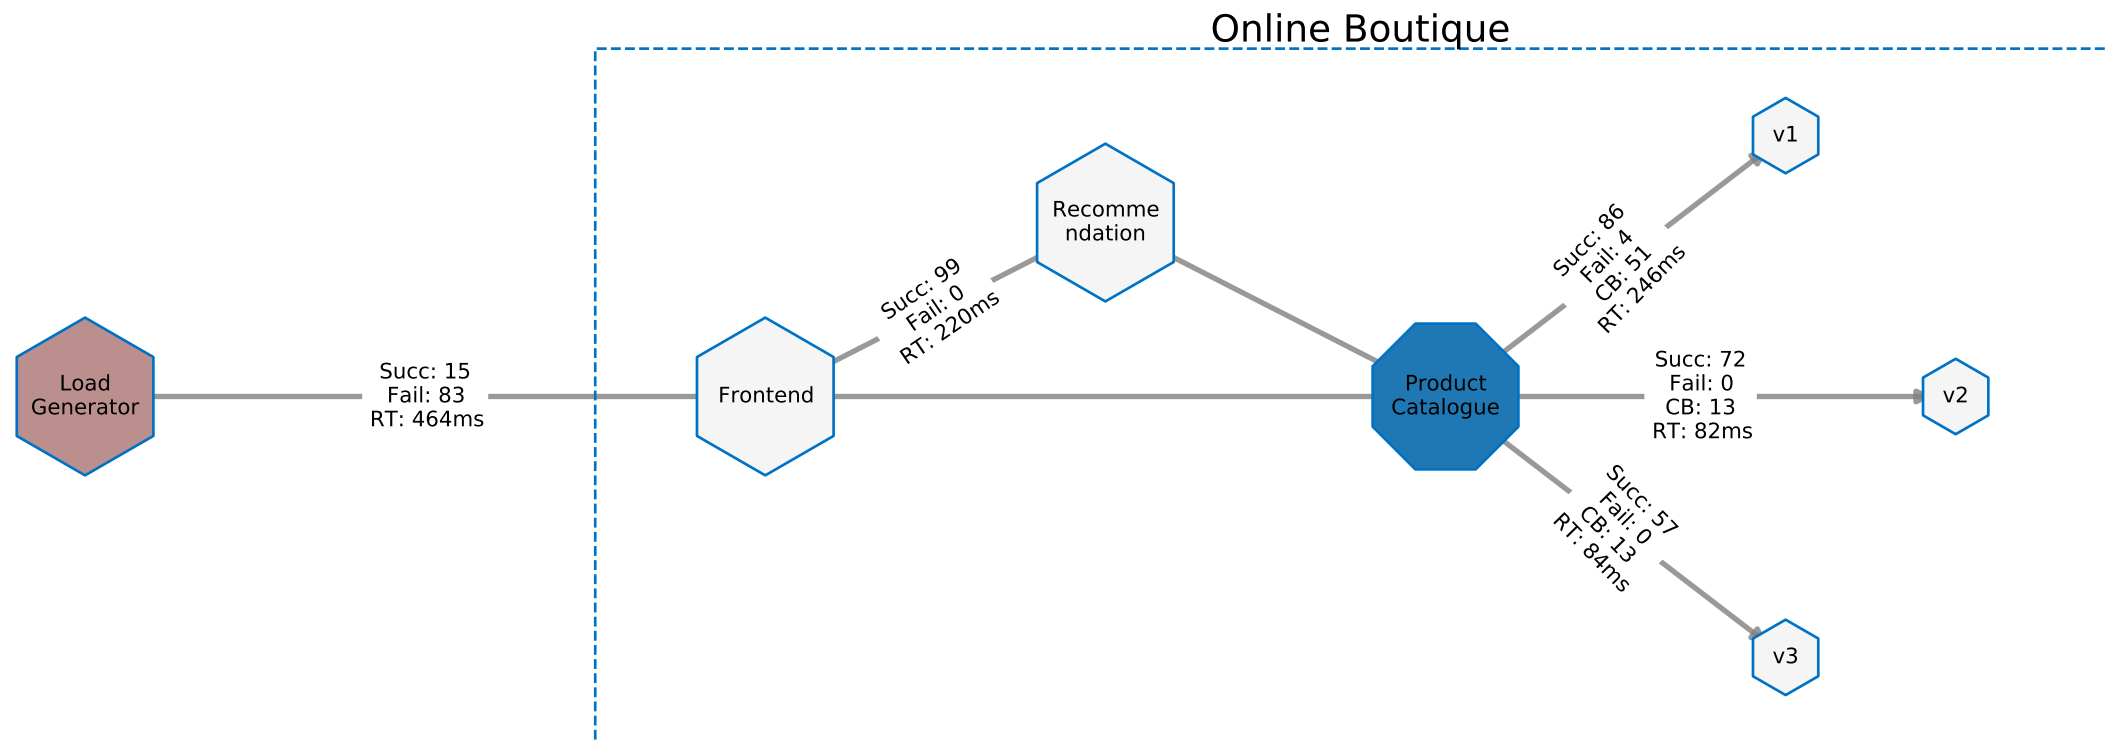 Online Boutique
Load
Generator
Succ: 15
Fail: 83
RT: 464ms
Frontend
Succ: 99
Fail: 0
RT: 220ms
Recomme
ndation
Product
Catalogue
Succ: 86
Fail: 4
CB: 51
RT: 246ms
v1
Succ: 72
Fail: 0
CB: 13
RT: 82ms
v2
Succ: 57
Fail: 0
CB: 13
RT: 84ms
v3